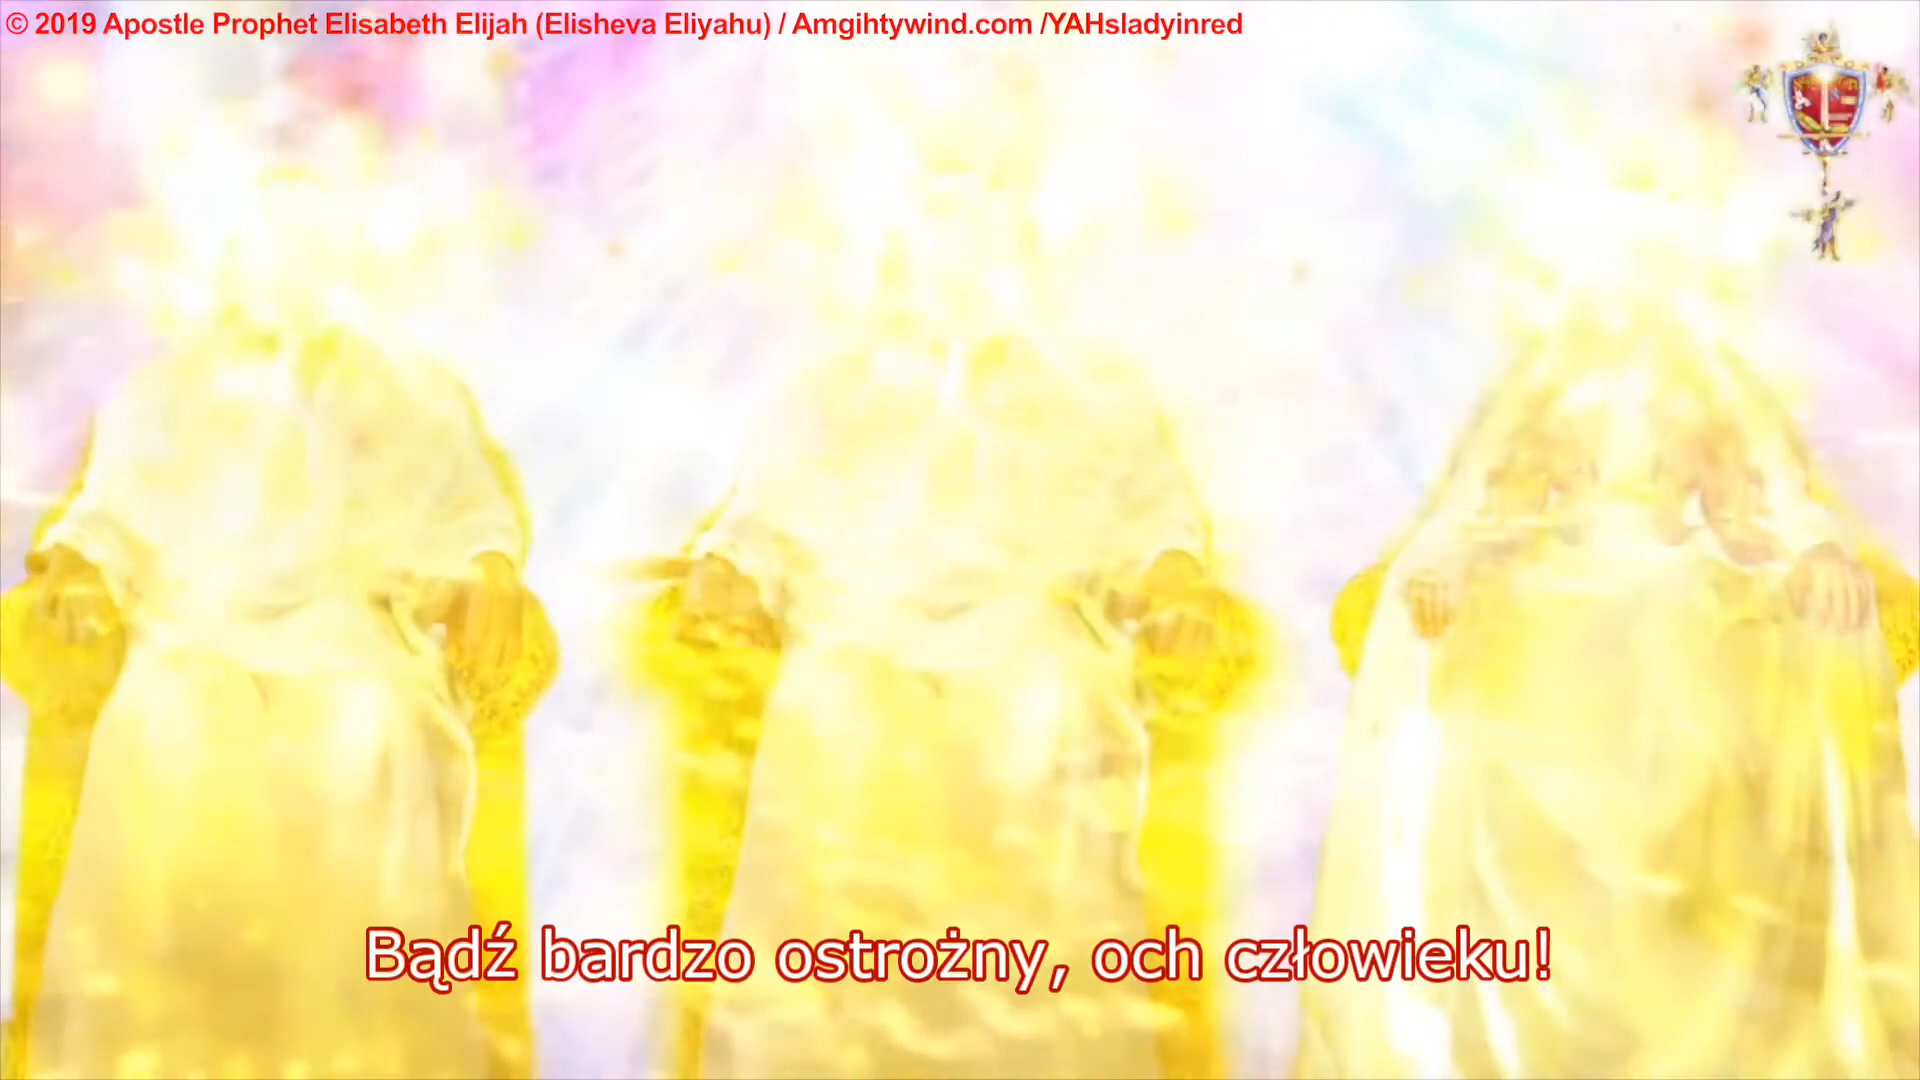 © 2019 Apostle Prophet Elisabeth Elijah (Elisheva Eliyahu) / Amgihtywind.com /YAHsladyinred
Bądź bardzo ostrożny, och człowieku!